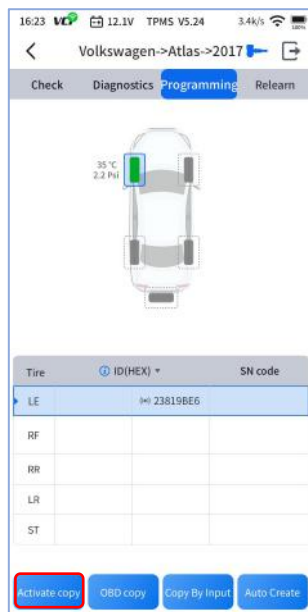 16:23 VCI 12.1V TPMS V5.24 3.4k/s 100%
Volkswagen->Atlas->2017
Check Diagnostics Programming Relearn
35 ℃
2.2 Psi
Tire ID(HEX) SN code
LE 23819BE6
RF
RR
LR
ST
Activate copy OBD copy Copy By Input Auto Create